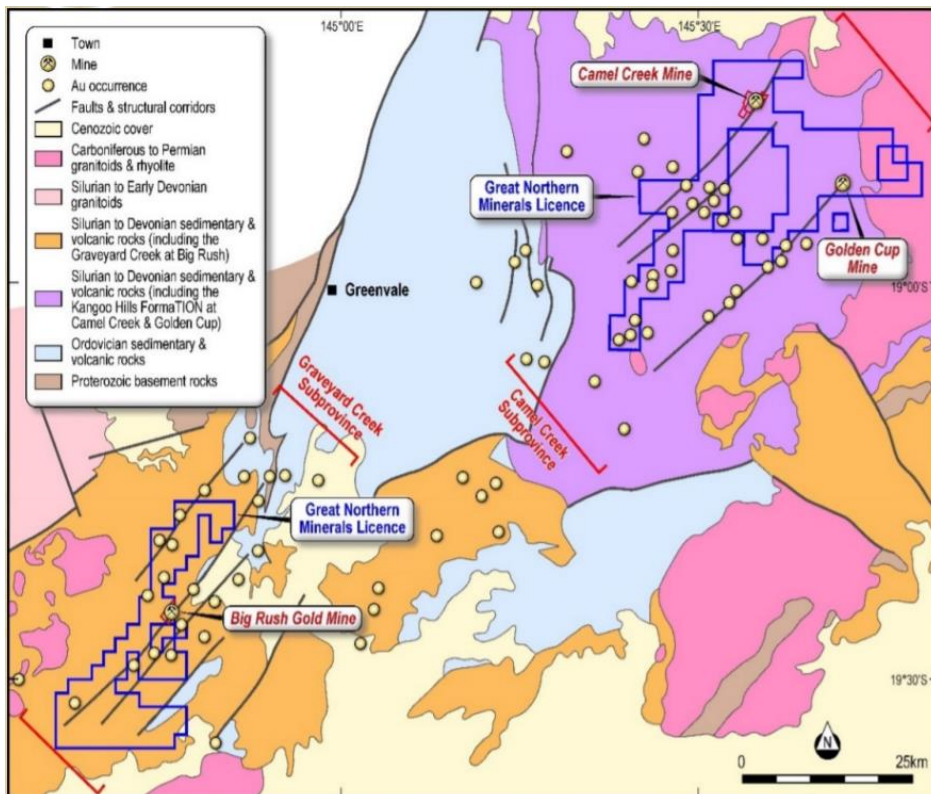 145°00'E
145°30'E
Town
Mine
Au occurrence
Faults & structural corridors
Cenozoic cover
Carboniferous to Permian
granitoids & rhyolite
Silurian to Early Devonian
granitoids
Silurian to Devonian sedimentary &
volcanic rocks (including the
Graveyard Creek at Big Rush)
Silurian to Devonian sedimentary &
volcanic rocks (including the
Kangoo Hills FormaTION at
Camel Creek & Golden Cup)
Ordovician sedimentary &
volcanic rocks
Proterozoic basement rocks
Camel Creek Mine
Great Northern
Minerals Licence
Golden Cup
Mine
19°00'S
Greenvale
Graveyard Creek
Subprovince
Camel Creek
Subprovince
Great Northern
Minerals Licence
Big Rush Gold Mine
19°30'S
N
0
25km